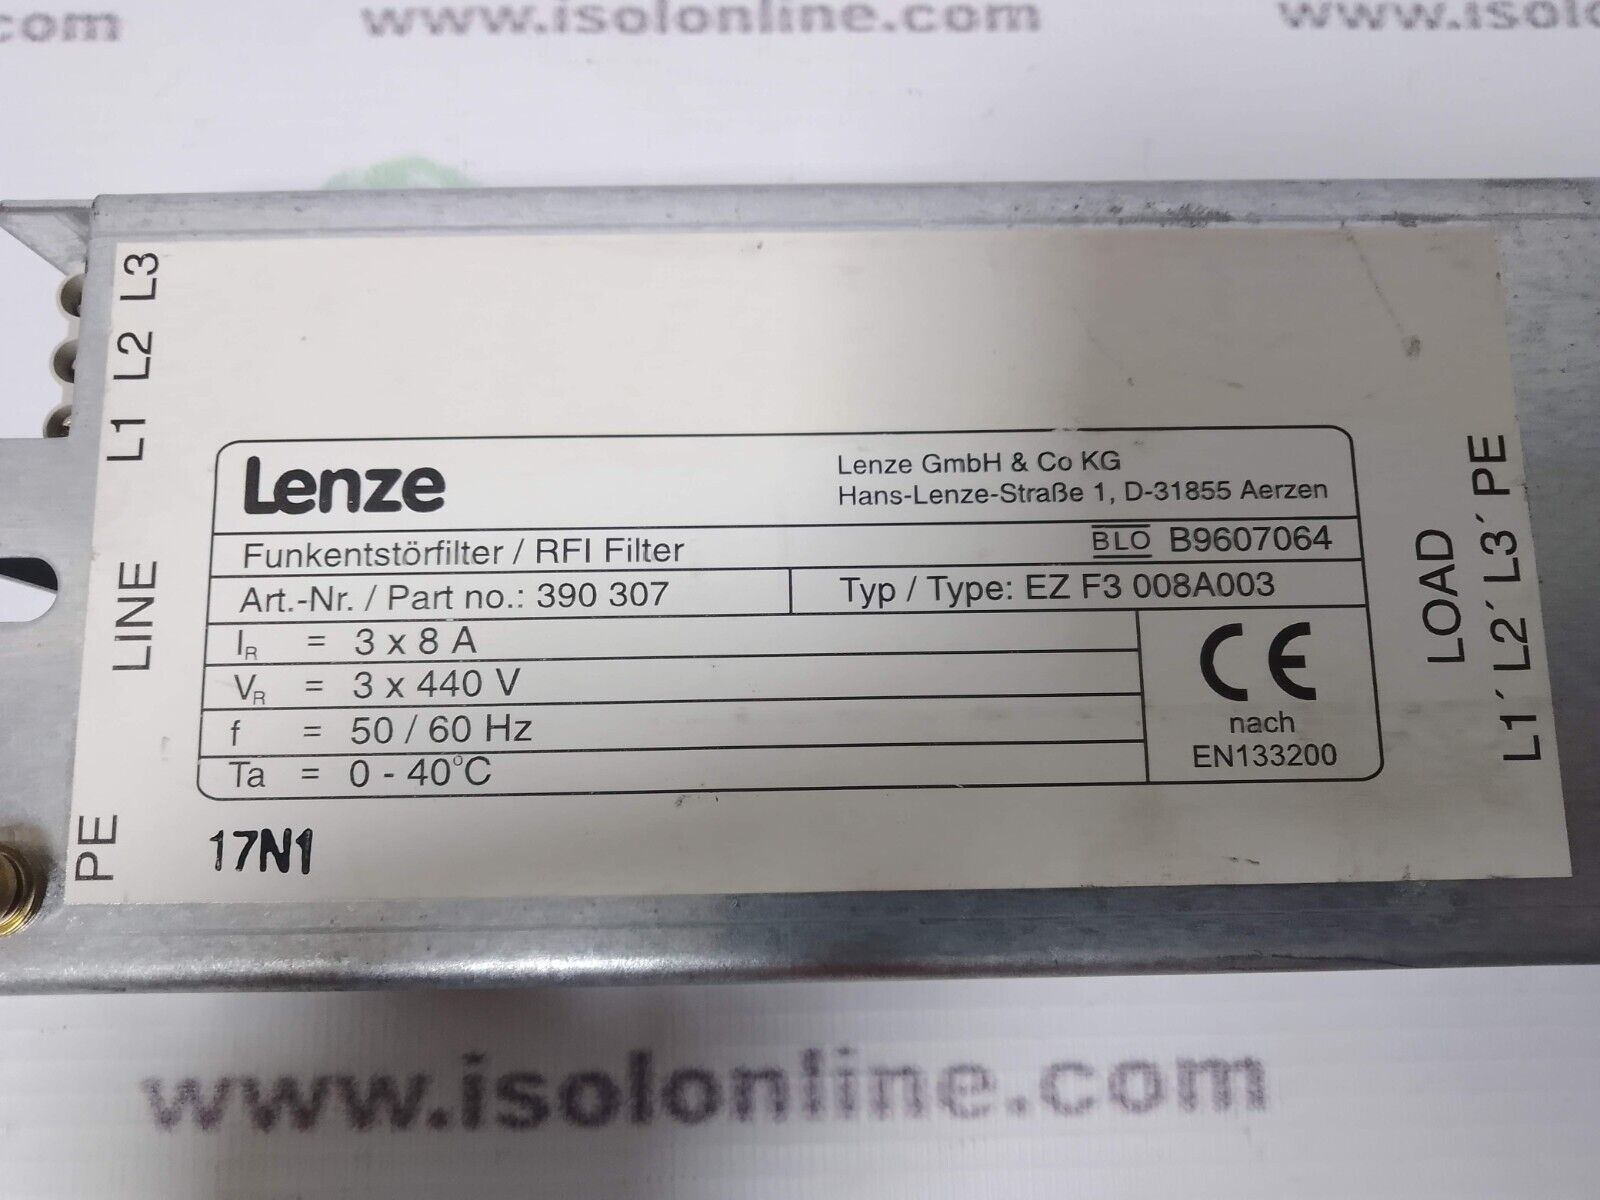 www.isolonline.com
L1 L2 L3
LINE
PE
Lenze
Lenze GmbH & Co KG
Hans-Lenze-Straße 1, D-31855 Aerzen
Funkentstörfilter / RFI Filter
BLO B9607064
Art.-Nr. / Part no.: 390 307
Typ / Type: EZ F3 008A003
IR = 3 x 8 A
VR = 3 x 440 V
f = 50 / 60 Hz
Ta = 0 - 40°C
CE
nach
EN133200
LOAD
L1´ L2´ L3´ PE
17N1
www.isolonline.com